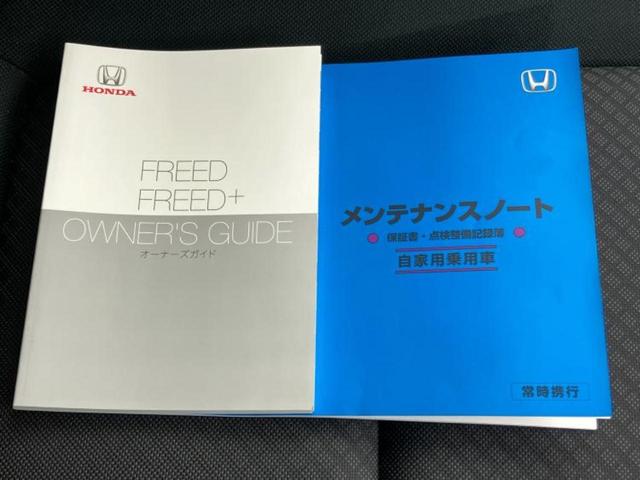 HONDA
FREED
FREED+
OWNER'S GUIDE
オーナーズガイド
メンテナンスノート
保証書・点検整備記録簿
自家用乗用車
常時携行